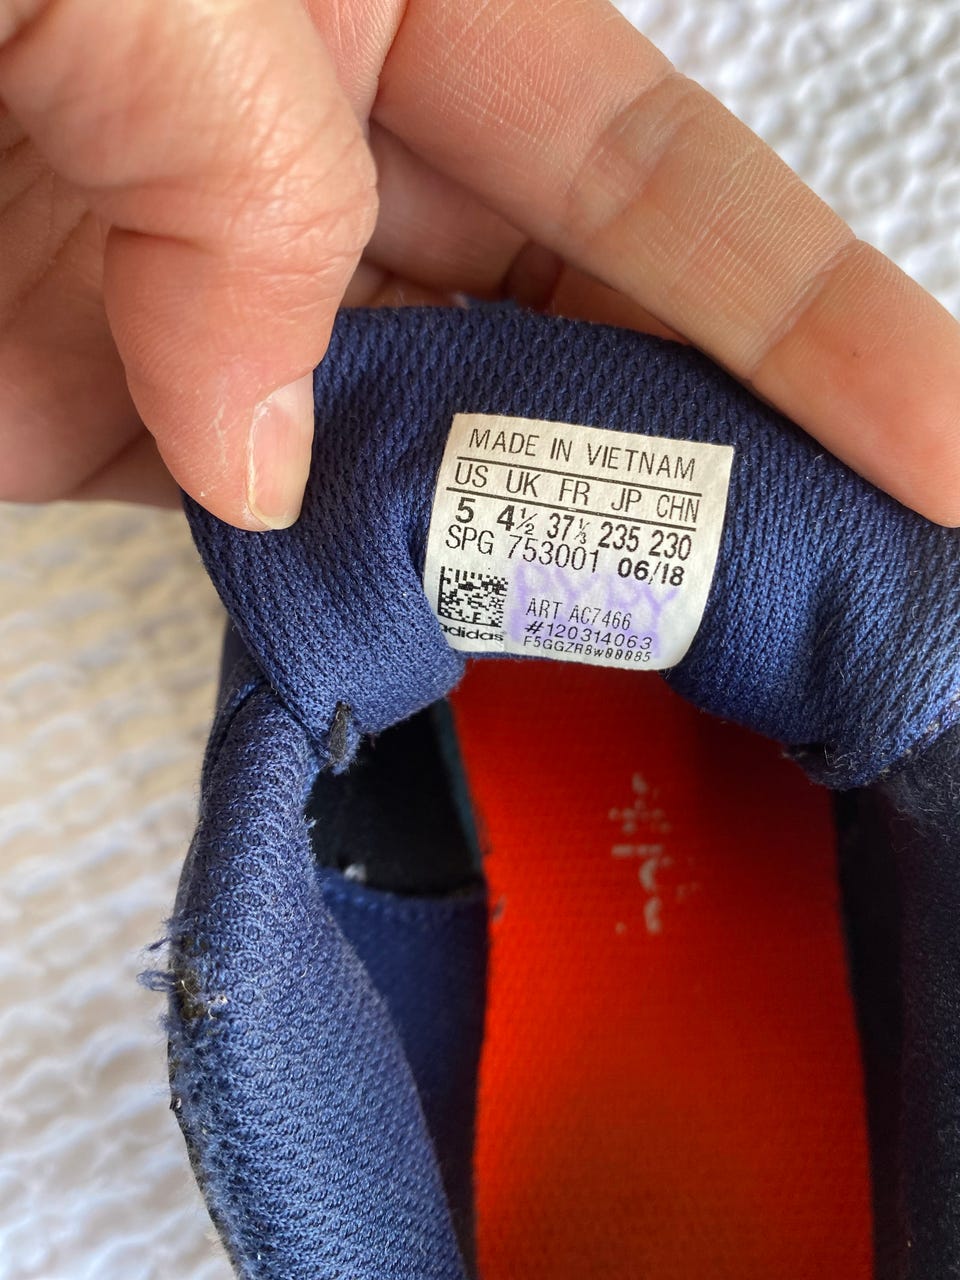 MADE IN VIETNAM
US UK FR JP CHN
5 4½ 37⅓ 235 230
SPG 753001 06/18
ART AC7466
#120314063
adidas F5GGZR8w00085